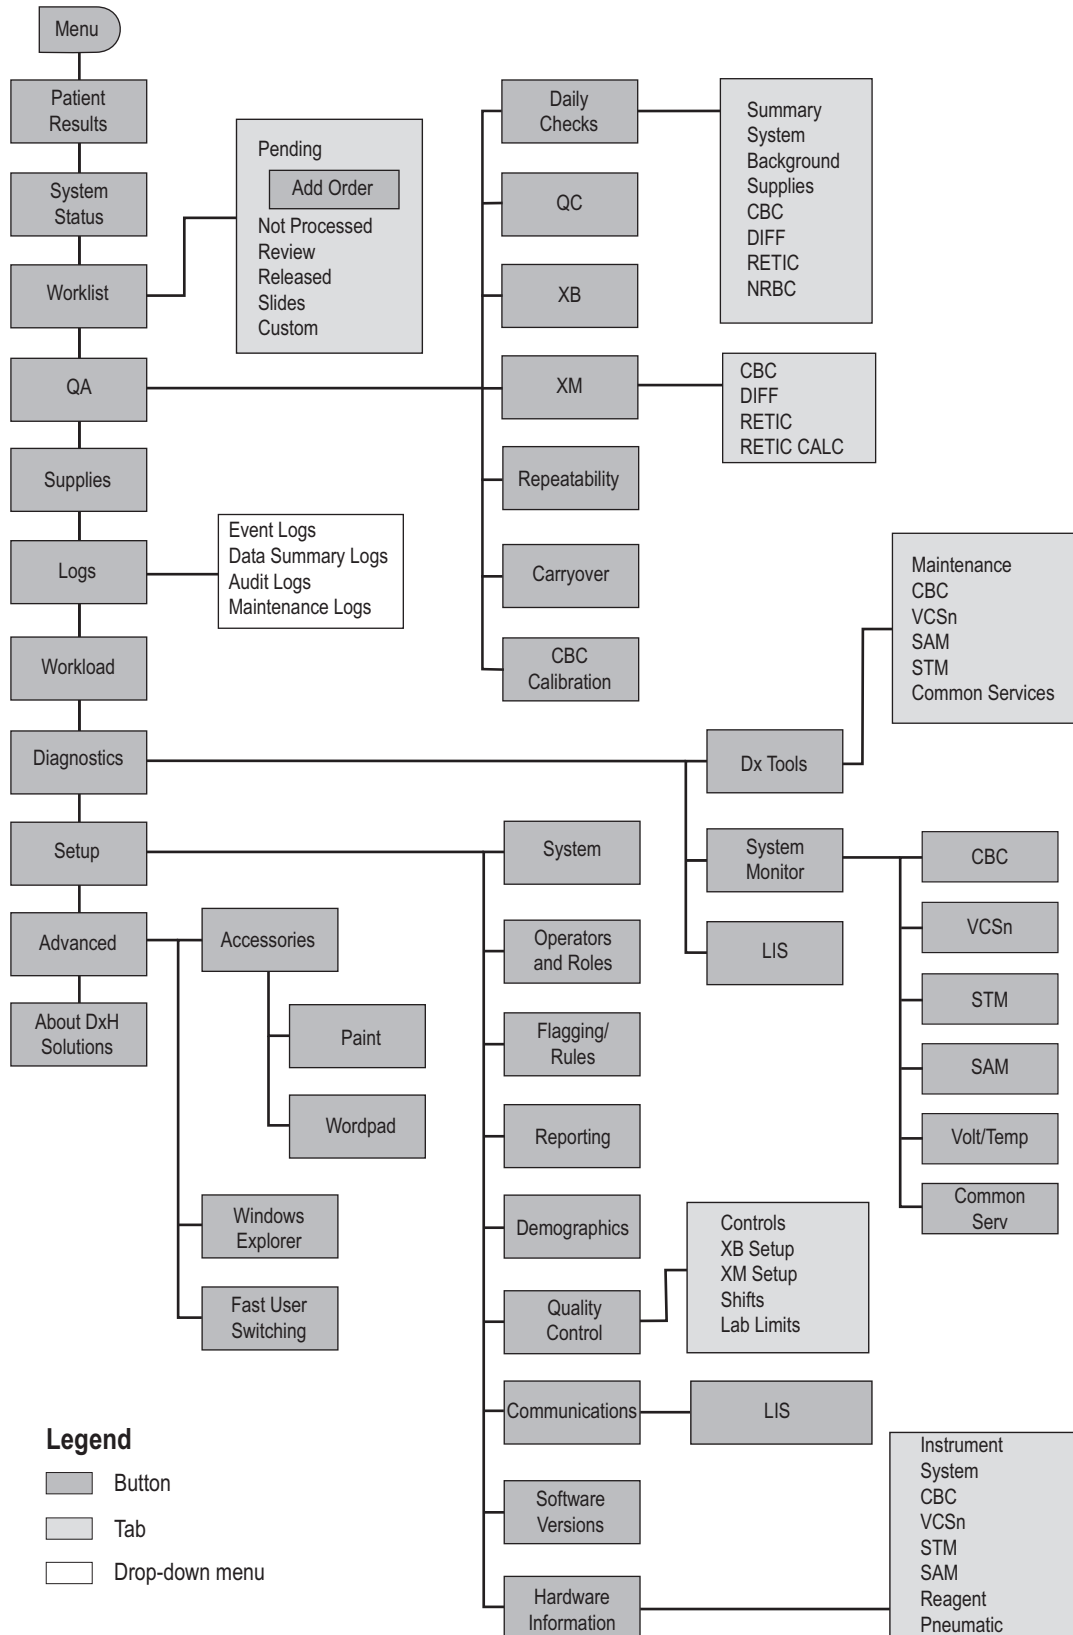 Menu
Patient
Results
System
Status
Worklist
QA
Supplies
Logs
Workload
Diagnostics
Setup
Advanced
About DxH
Solutions
Pending
Add Order
Not Processed
Review
Released
Slides
Custom
Event Logs
Data Summary Logs
Audit Logs
Maintenance Logs
Daily
Checks
QC
XB
XM
Repeatability
Carryover
CBC
Calibration
Summary
System
Background
Supplies
CBC
DIFF
RETIC
NRBC
CBC
DIFF
RETIC
RETIC CALC
Dx Tools
System
Monitor
LIS
Maintenance
CBC
VCSn
SAM
STM
Common Services
CBC
VCSn
STM
SAM
Volt/Temp
Common
Serv
System
Operators
and Roles
Flagging/
Rules
Reporting
Demographics
Quality
Control
Communications
Software
Versions
Hardware
Information
Controls
XB Setup
XM Setup
Shifts
Lab Limits
LIS
Instrument
System
CBC
VCSn
STM
SAM
Reagent
Pneumatic
Accessories
Paint
Wordpad
Windows
Explorer
Fast User
Switching
Legend
Button
Tab
Drop-down menu